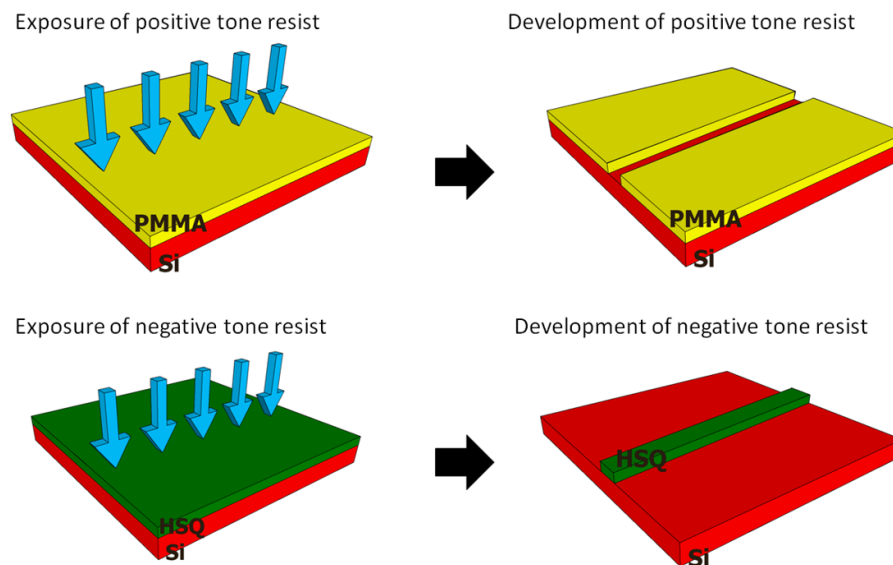 Exposure of positive tone resist
Development of positive tone resist
PMMA
Si
PMMA
Si
Exposure of negative tone resist
Development of negative tone resist
HSQ
Si
HSQ
Si